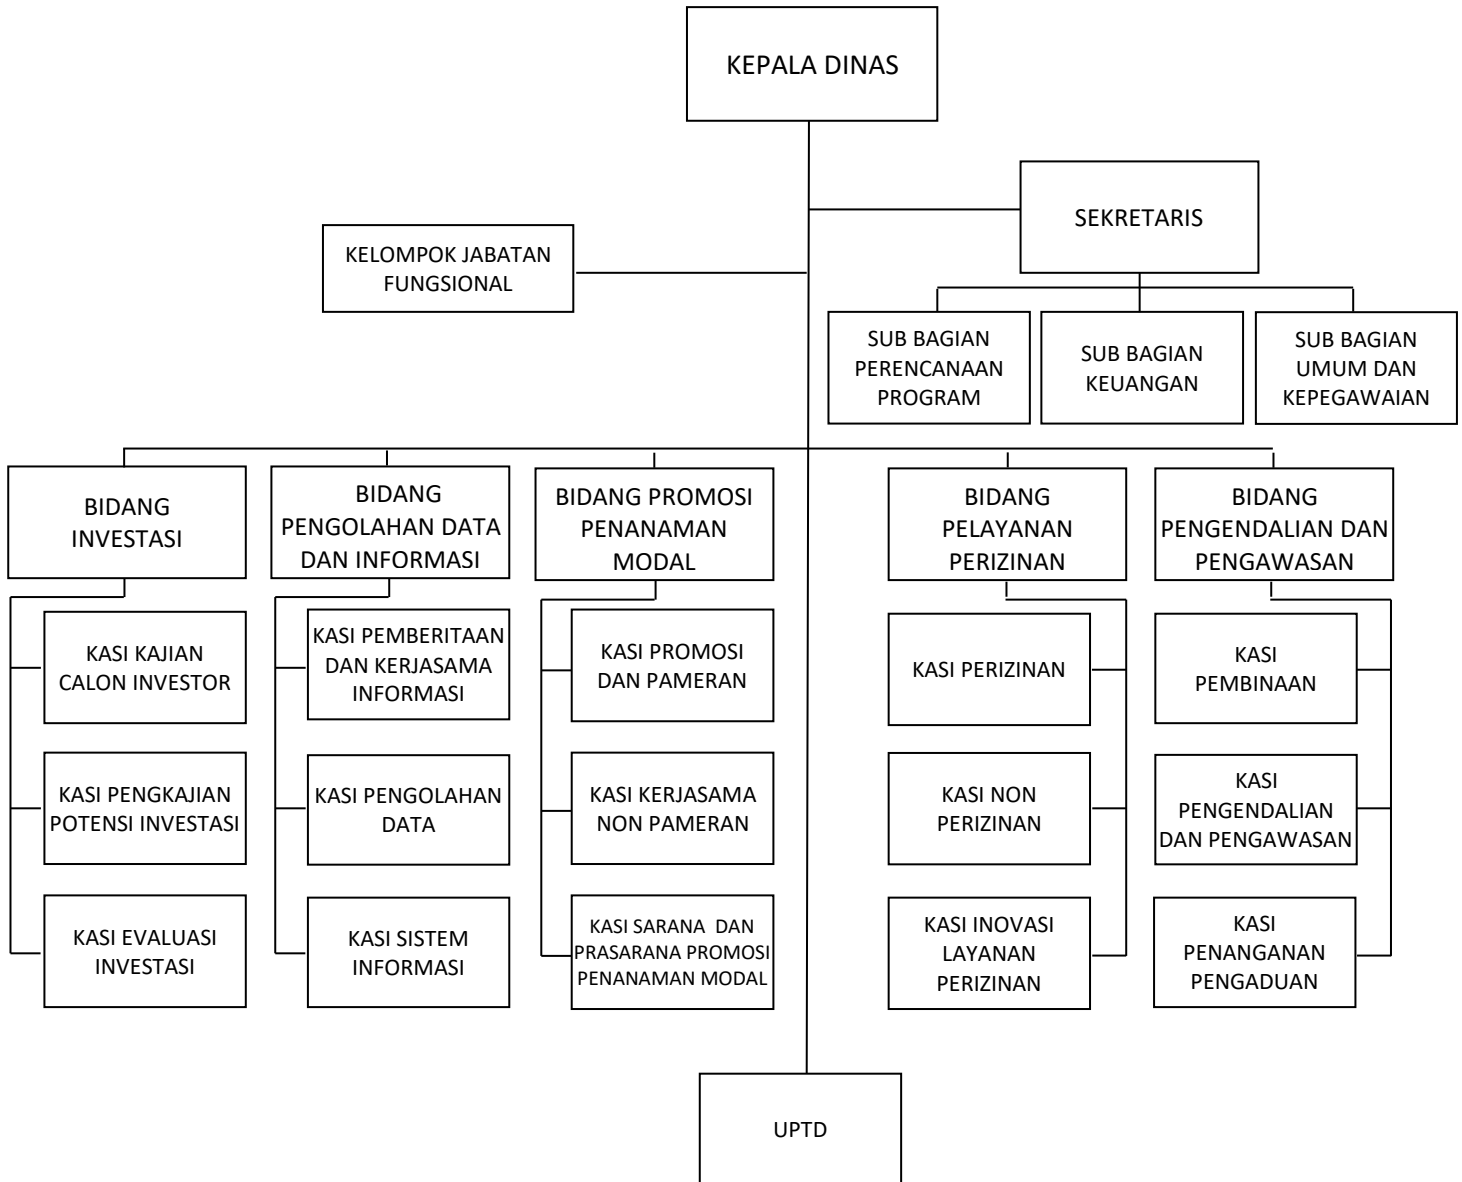 KEPALA DINAS
SEKRETARIS
KELOMPOK JABATAN
FUNGSIONAL
SUB BAGIAN
PERENCANAAN
PROGRAM
SUB BAGIAN
KEUANGAN
SUB BAGIAN
UMUM DAN
KEPEGAWAIAN
BIDANG
INVESTASI
BIDANG
PENGOLAHAN DATA
DAN INFORMASI
BIDANG PROMOSI
PENANAMAN
MODAL
BIDANG
PELAYANAN
PERIZINAN
BIDANG
PENGENDALIAN DAN
PENGAWASAN
KASI KAJIAN
CALON INVESTOR
KASI PEMBERITAAN
DAN KERJASAMA
INFORMASI
KASI PROMOSI
DAN PAMERAN
KASI PERIZINAN
KASI
PEMBINAAN
KASI PENGKAJIAN
POTENSI INVESTASI
KASI PENGOLAHAN
DATA
KASI KERJASAMA
NON PAMERAN
KASI NON
PERIZINAN
KASI
PENGENDALIAN
DAN PENGAWASAN
KASI EVALUASI
INVESTASI
KASI SISTEM
INFORMASI
KASI SARANA  DAN
PRASARANA PROMOSI
PENANAMAN MODAL
KASI INOVASI
LAYANAN
PERIZINAN
KASI
PENANGANAN
PENGADUAN
UPTD